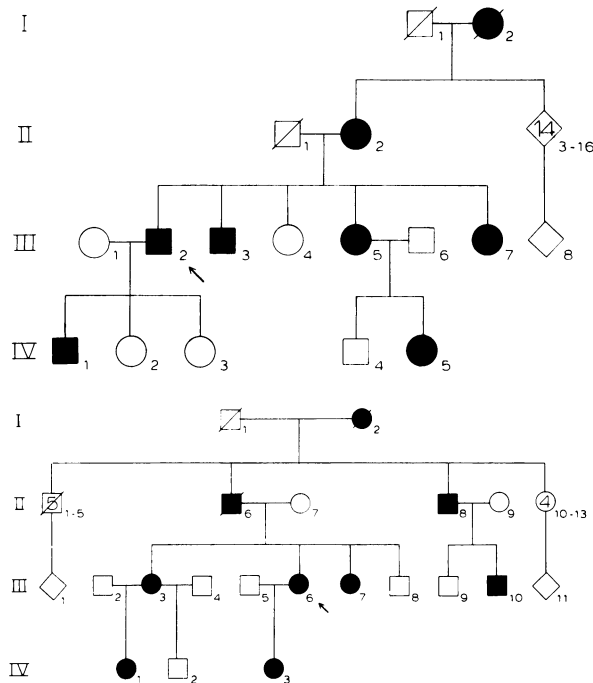 I 1 2
II 1 2 14 3-16
III 1 2 3 4 5 6 7 8
IV 1 2 3 4 5
I 1 2
II 5 1-5 6 7 8 9 4 10-13
III 1 2 3 4 5 6 7 8 9 10 11
IV 1 2 3